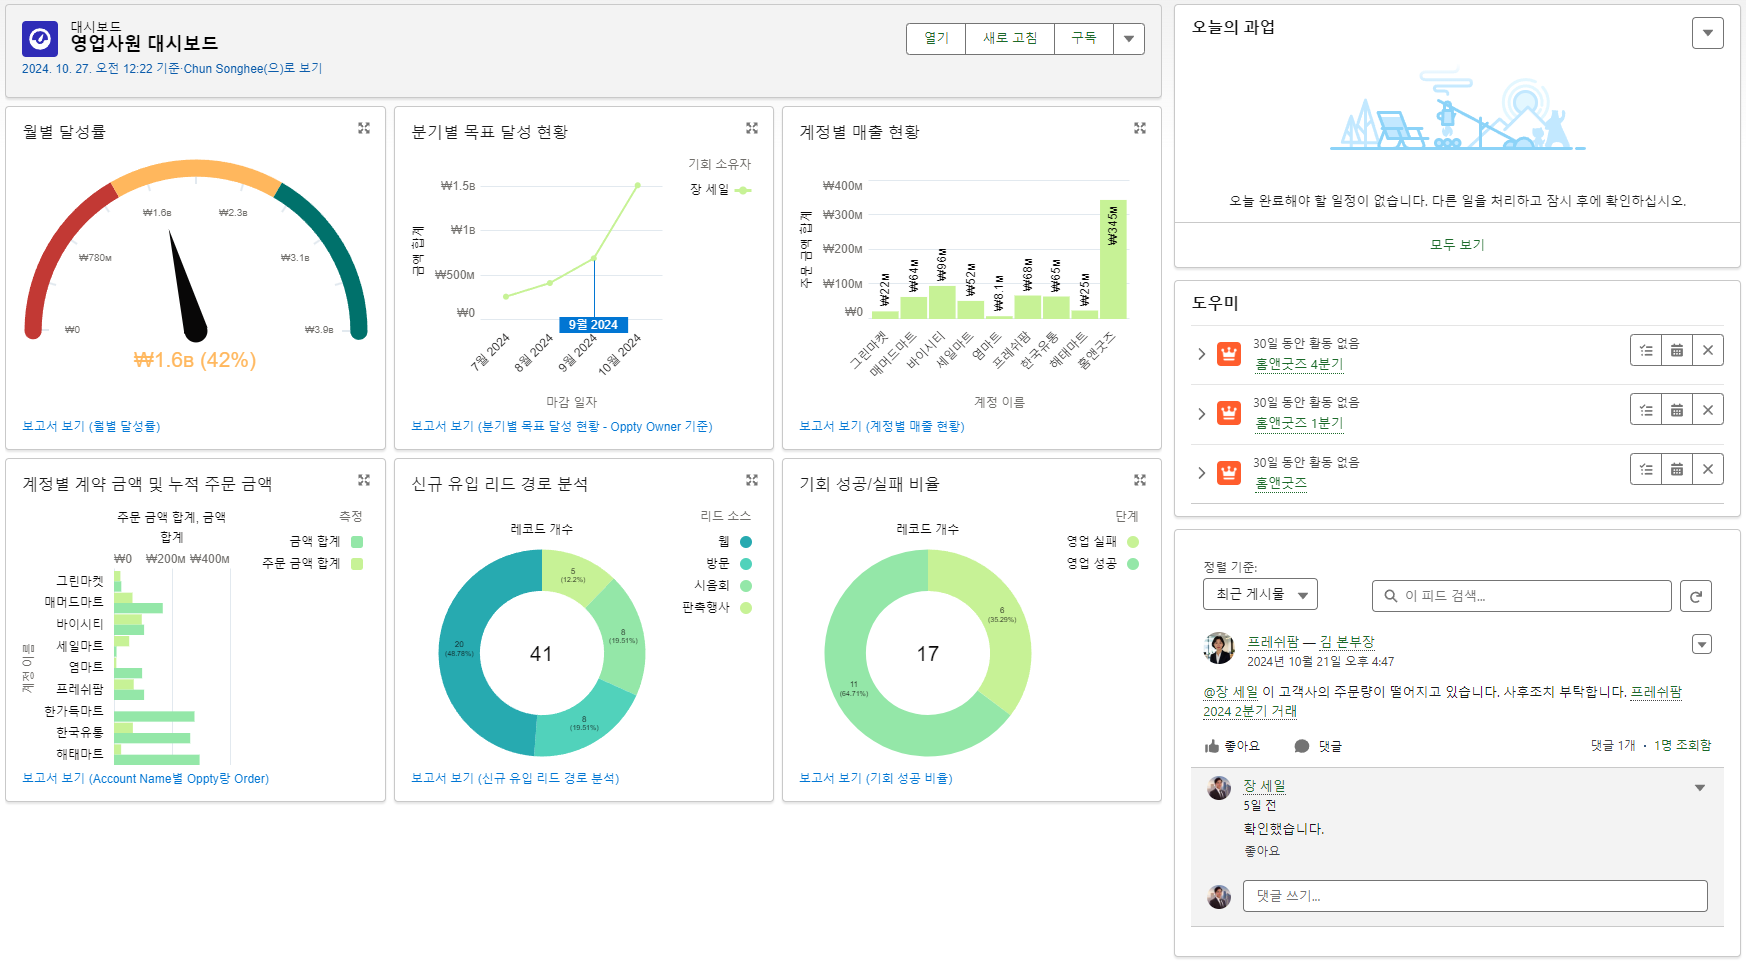 대시보드
영업사원 대시보드
2024. 10. 27. 오전 12:22 기준·Chun Songhee(으)로 보기
열기
새로 고침
구독
월별 달성률
₩0
₩780M
₩1.6B
₩2.3B
₩3.1B
₩3.9B
₩1.6B (42%)
보고서 보기 (월별 달성률)
분기별 목표 달성 현황
기회 소유자
장 세일
금액 합계
₩1.5B
₩1B
₩500M
₩0
9월 2024
7월 2024
8월 2024
9월 2024
10월 2024
마감 일자
보고서 보기 (분기별 목표 달성 현황 - Oppty Owner 기준)
계정별 매출 현황
주문 금액 합계
₩400M
₩300M
₩200M
₩100M
₩0
₩22M
₩64M
₩96M
₩52M
₩8.1M
₩68M
₩65M
₩25M
₩345M
그린마켓
매머드마트
바이시티
세일마트
염마트
프레쉬팜
한국유통
해태마트
홈앤굿즈
계정 이름
보고서 보기 (계정별 매출 현황)
계정별 계약 금액 및 누적 주문 금액
주문 금액 합계, 금액
합계
측정
금액 합계
주문 금액 합계
₩0
₩200M
₩400M
계정 이름
그린마켓
매머드마트
바이시티
세일마트
염마트
프레쉬팜
한가득마트
한국유통
해태마트
보고서 보기 (Account Name별 Oppty랑 Order)
신규 유입 리드 경로 분석
레코드 개수
리드 소스
웹
방문
시음회
판촉행사
5
(12.2%)
8
(19.51%)
8
(19.51%)
20
(48.78%)
41
보고서 보기 (신규 유입 리드 경로 분석)
기회 성공/실패 비율
레코드 개수
단계
영업 실패
영업 성공
6
(35.29%)
11
(64.71%)
17
보고서 보기 (기회 성공 비율)
오늘의 과업
오늘 완료해야 할 일정이 없습니다. 다른 일을 처리하고 잠시 후에 확인하십시오.
모두 보기
도우미
30일 동안 활동 없음
홈앤굿즈 4분기
30일 동안 활동 없음
홈앤굿즈 1분기
30일 동안 활동 없음
홈앤굿즈
정렬 기준:
최근 게시물
이 피드 검색...
프레쉬팜 — 김 본부장
2024년 10월 21일 오후 4:47
@장 세일 이 고객사의 주문량이 떨어지고 있습니다, 사후조치 부탁합니다, 프레쉬팜
2024 2분기 거래
좋아요
댓글
댓글 1개 · 1명 조회함
장 세일
5일 전
확인했습니다.
좋아요
댓글 쓰기...